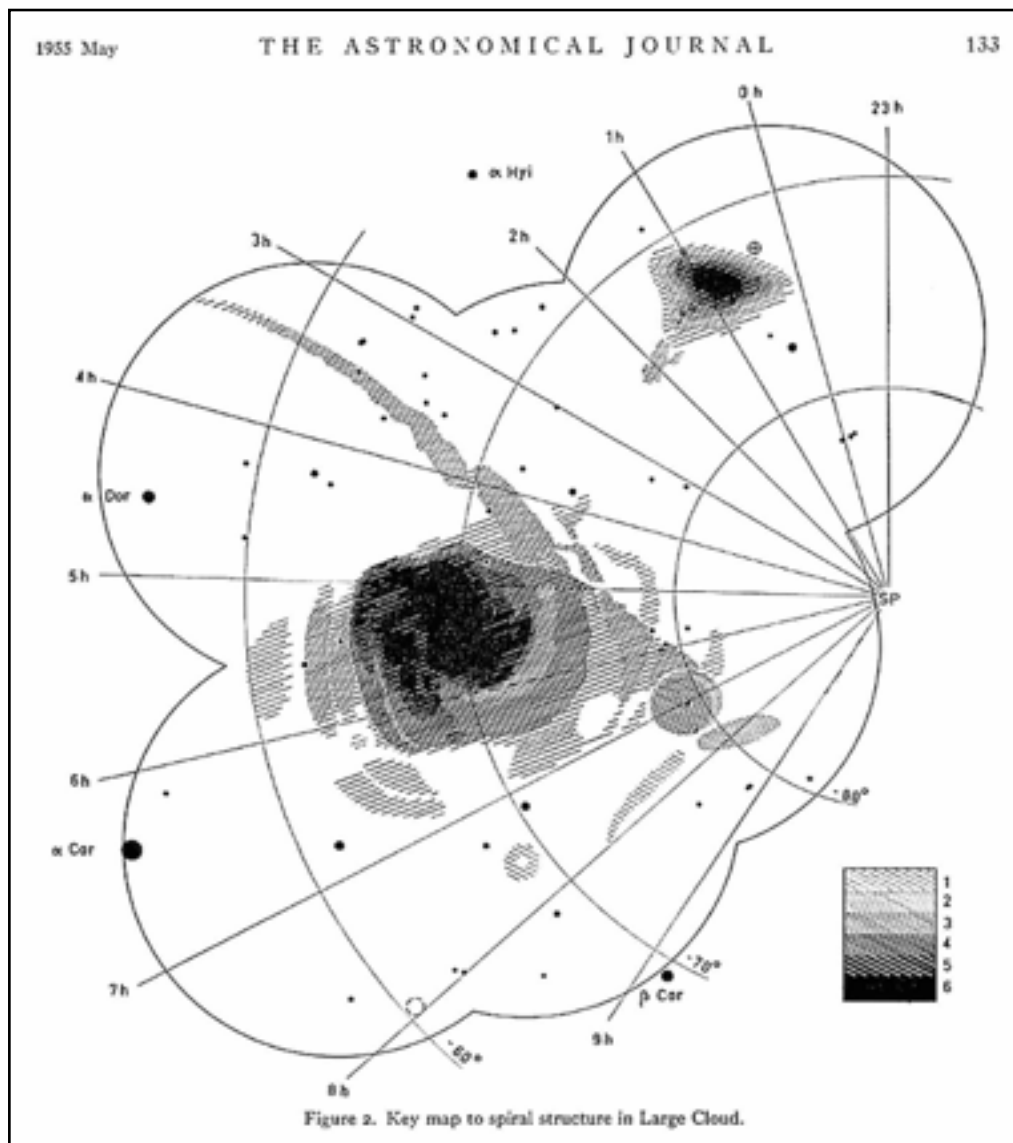 1955 May THE ASTRONOMICAL JOURNAL 133
0h
23h
1h
α Hyi
2h
3h
4h
α Dor
5h
SP
6h
-80°
α Car
1
2
3
4
5
6
-70°
β Car
7h
9h
-60°
8h
Figure 2. Key map to spiral structure in Large Cloud.